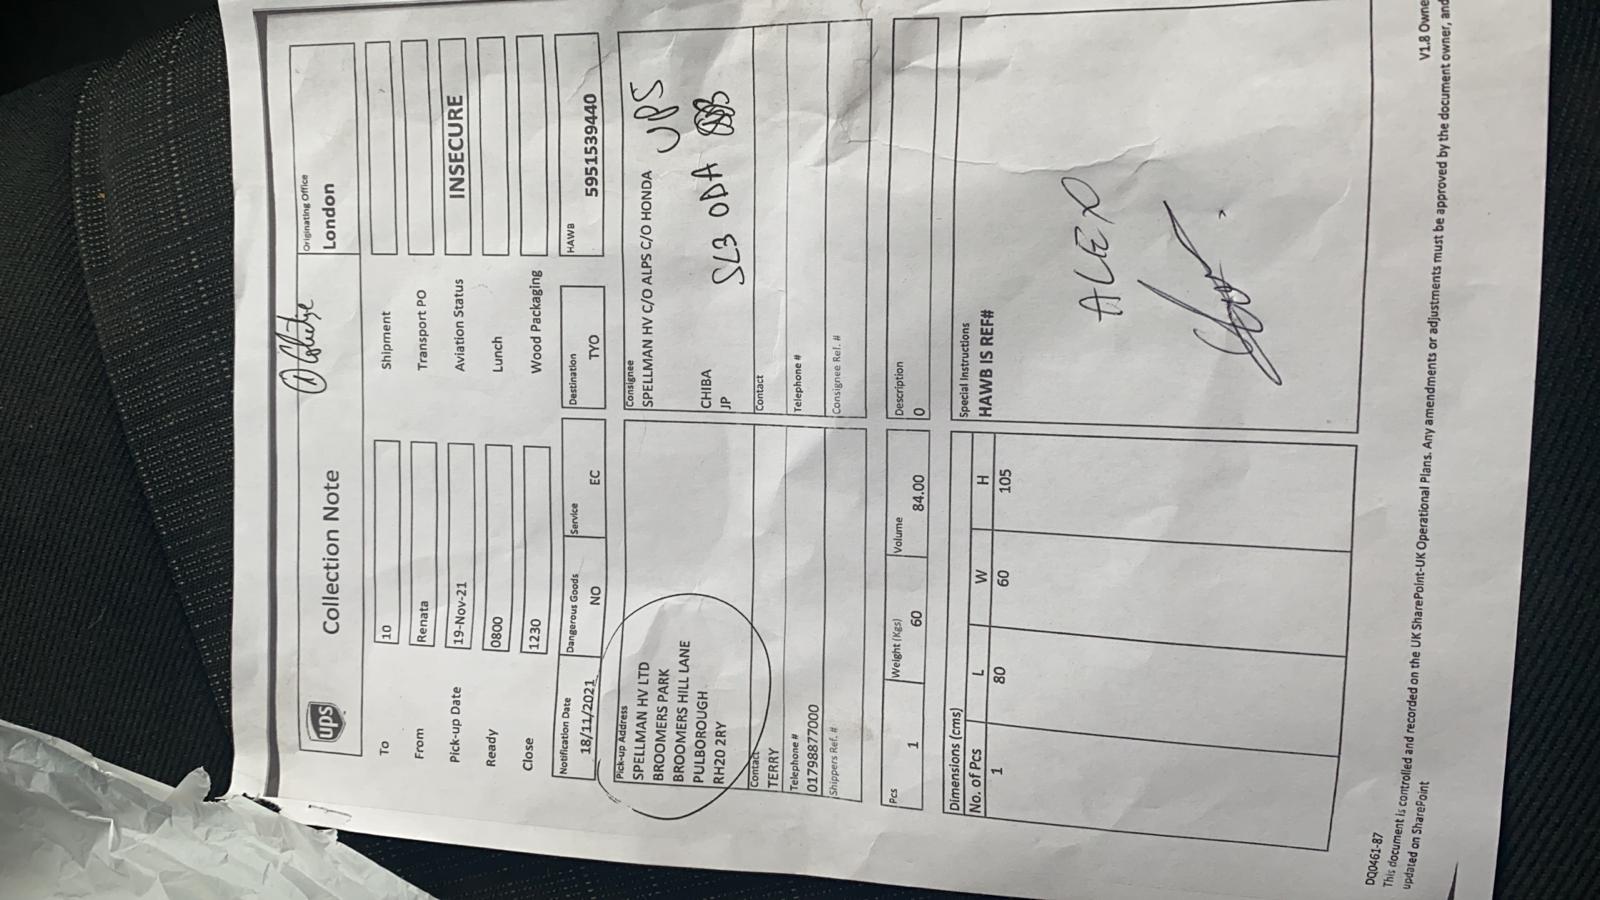 ups
Collection Note
Originating Office
London
To
10
Shipment
From
Renata
Transport PO
Pick-up Date
19-Nov-21
Aviation Status
INSECURE
Ready
0800
Lunch
Close
1230
Wood Packaging
Notification Date
18/11/2021
Dangerous Goods
NO
Service
EC
Destination
TYO
HAWB
5951539440
Pick-up Address
SPELLMAN HV LTD
BROOMERS PARK
BROOMERS HILL LANE
PULBOROUGH
RH20 2RY
Contact
TERRY
Telephone #
01798877000
Shippers Ref. #
Consignee
SPELLMAN HV C/O ALPS C/O HONDA
UPS
CHIBA
JP
SL3 0DA
Contact
Telephone #
Consignee Ref. #
Pcs
1
Weight (Kgs)
60
Volume
84.00
Description
0
Dimensions (cms)
No. of Pcs L W H
1 80 60 105
Special Instructions
HAWB IS REF#
ALEX
DQ0461-87
V1.8 Owne
This document is controlled and recorded on the UK SharePoint-UK Operational Plans. Any amendments or adjustments must be approved by the document owner, and
updated on SharePoint